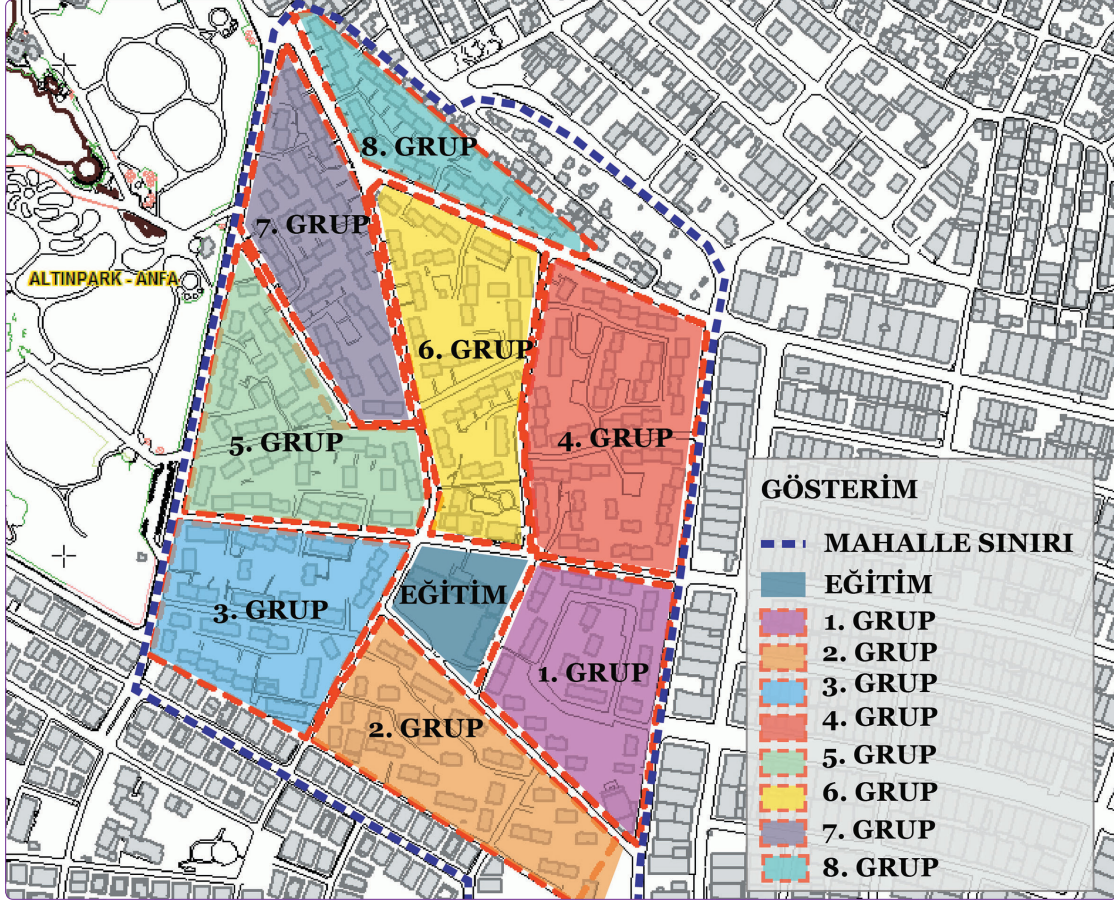 8. GRUP
7. GRUP
ALTINPARK - ANFA
6. GRUP
5. GRUP
4. GRUP
3. GRUP
EĞİTİM
1. GRUP
2. GRUP
GÖSTERİM
MAHALLE SINIRI
EĞİTİM
1. GRUP
2. GRUP
3. GRUP
4. GRUP
5. GRUP
6. GRUP
7. GRUP
8. GRUP